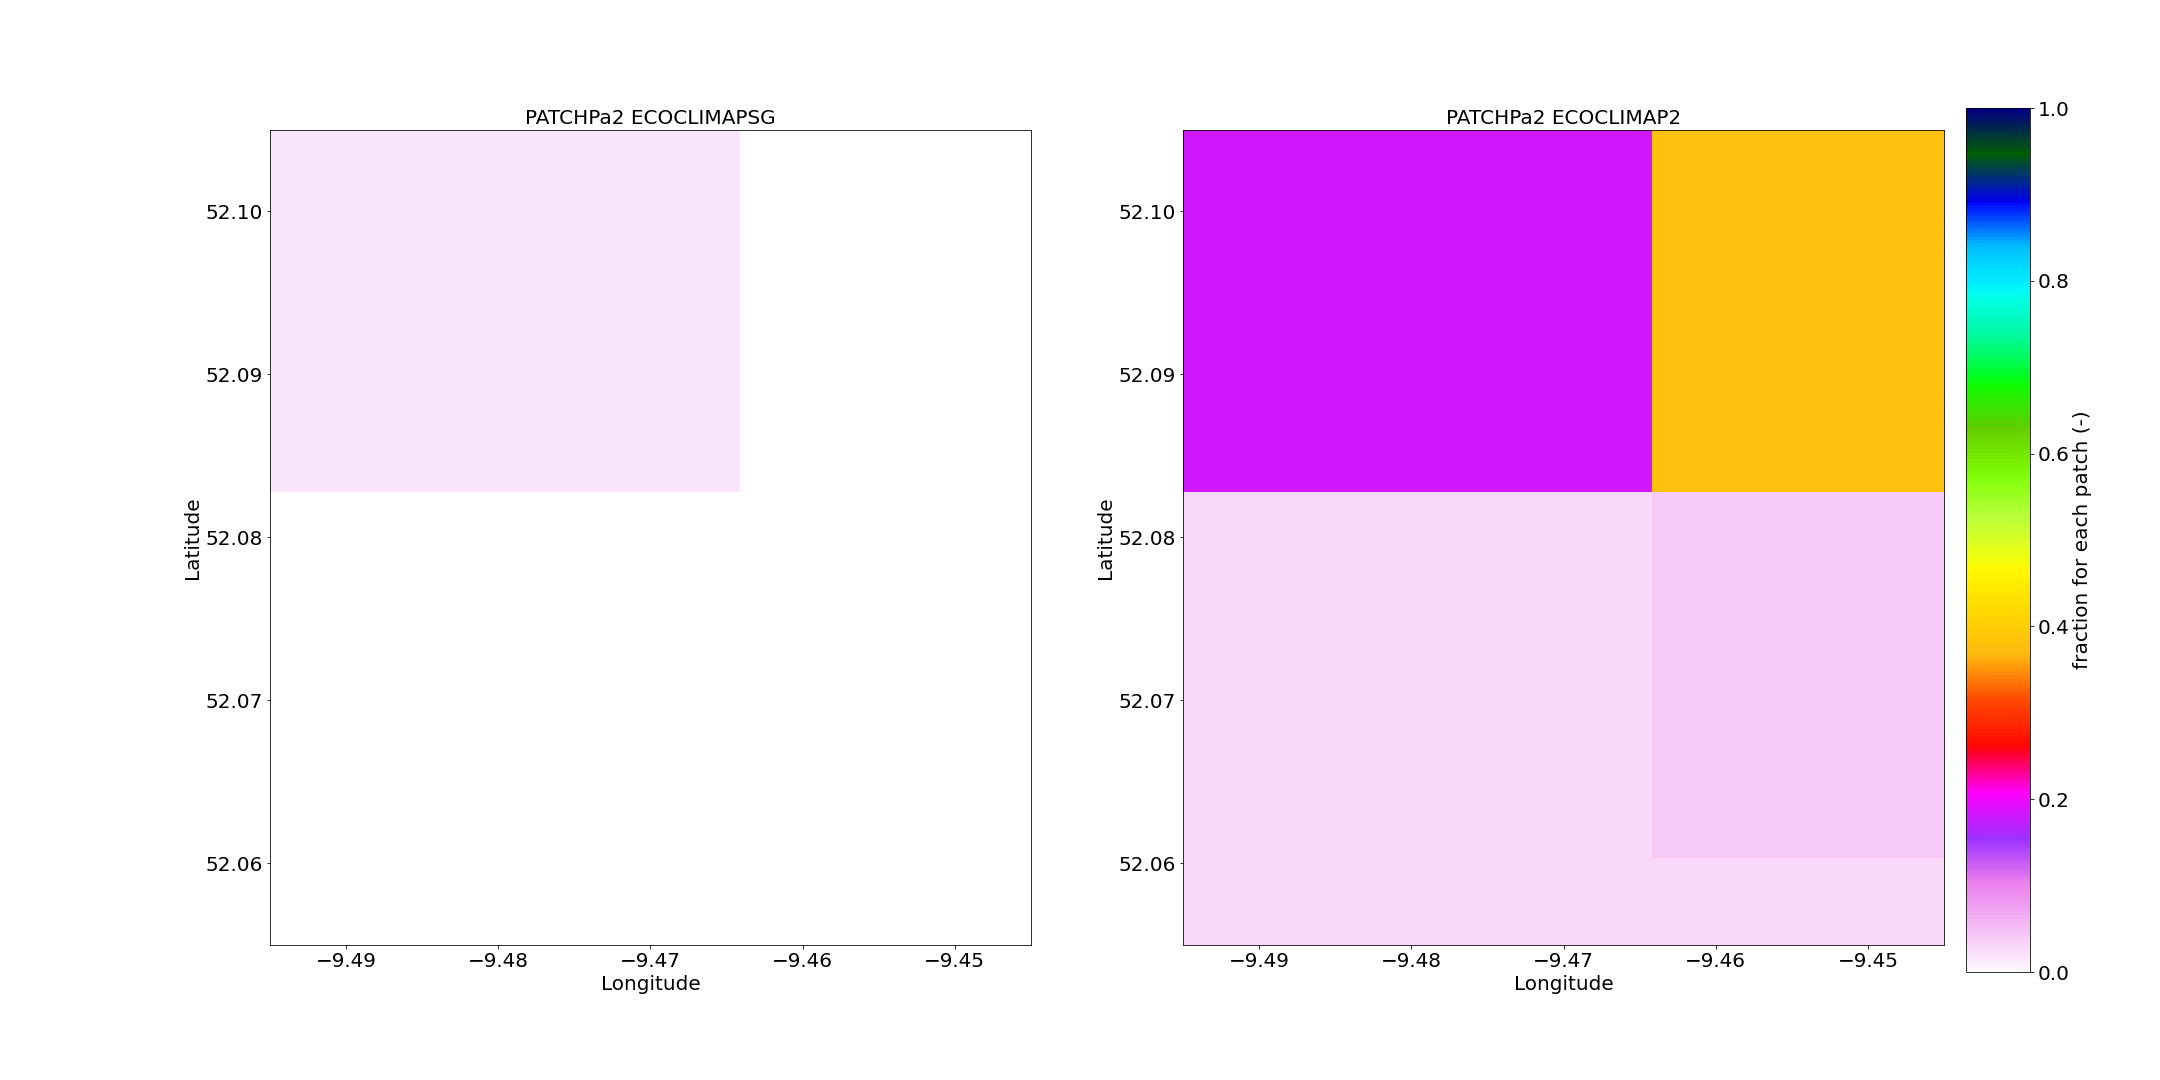 PATCHPa2 ECOCLIMAPSG
52.10
52.09
52.08
52.07
52.06
Latitude
−9.49 −9.48 −9.47 −9.46 −9.45
Longitude
PATCHPa2 ECOCLIMAP2
52.10
52.09
52.08
52.07
52.06
Latitude
−9.49 −9.48 −9.47 −9.46 −9.45
Longitude
1.0
0.8
0.6
0.4
0.2
0.0
fraction for each patch (-)